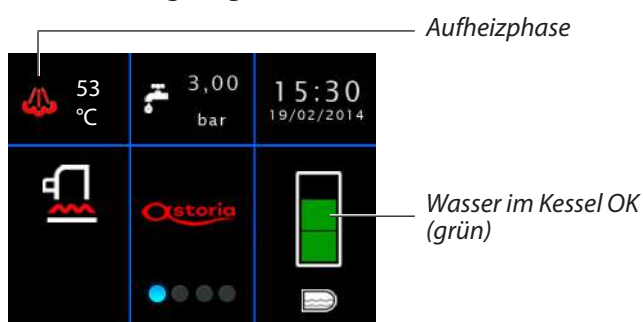 Aufheizphase
53
°C
3,00
bar
15:30
19/02/2014
astoria
Wasser im Kessel OK
(grün)